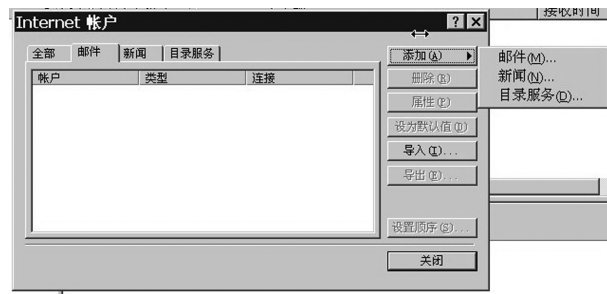 接收时间
Internet 帐户
全部 邮件 新闻 目录服务
添加(A)
邮件(M)...
新闻(N)...
目录服务(D)...
帐户 类型 连接
删除(R)
属性(P)
设为默认值(D)
导入(I)...
导出(E)...
设置顺序(S)...
关闭